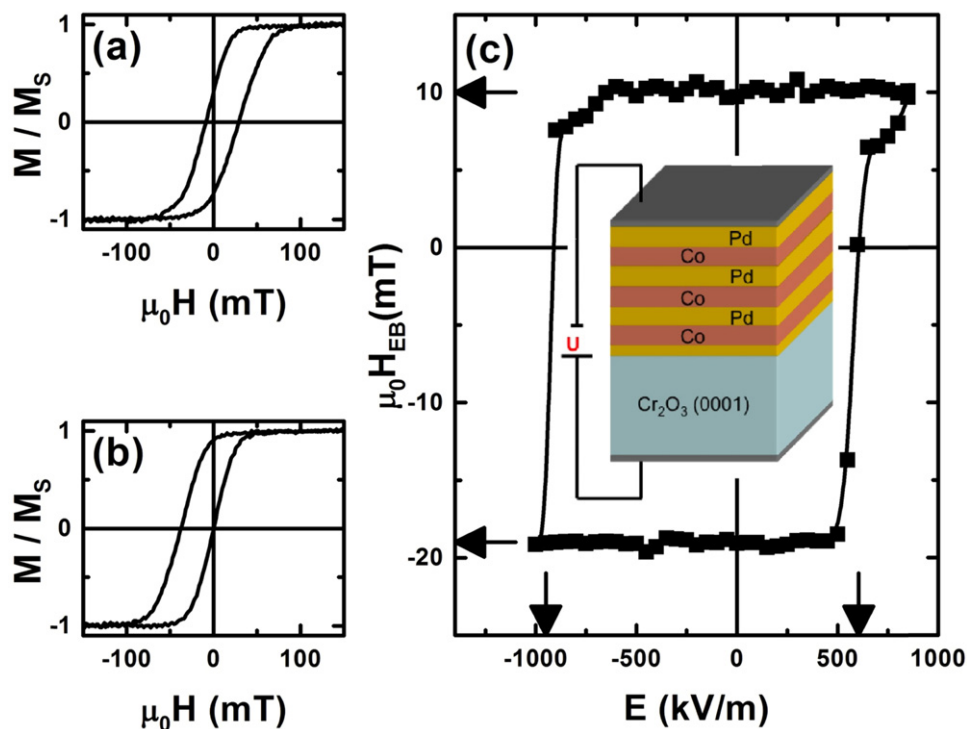 (a)
M / M_S
1
0
-1
-100 0 100
μ₀H (mT)
(b)
M / M_S
1
0
-1
-100 0 100
μ₀H (mT)
(c)
μ₀H_EB(mT)
10
0
-10
-20
-1000 -500 0 500 1000
E (kV/m)
U
Pd
Co
Pd
Co
Pd
Co
Cr₂O₃ (0001)